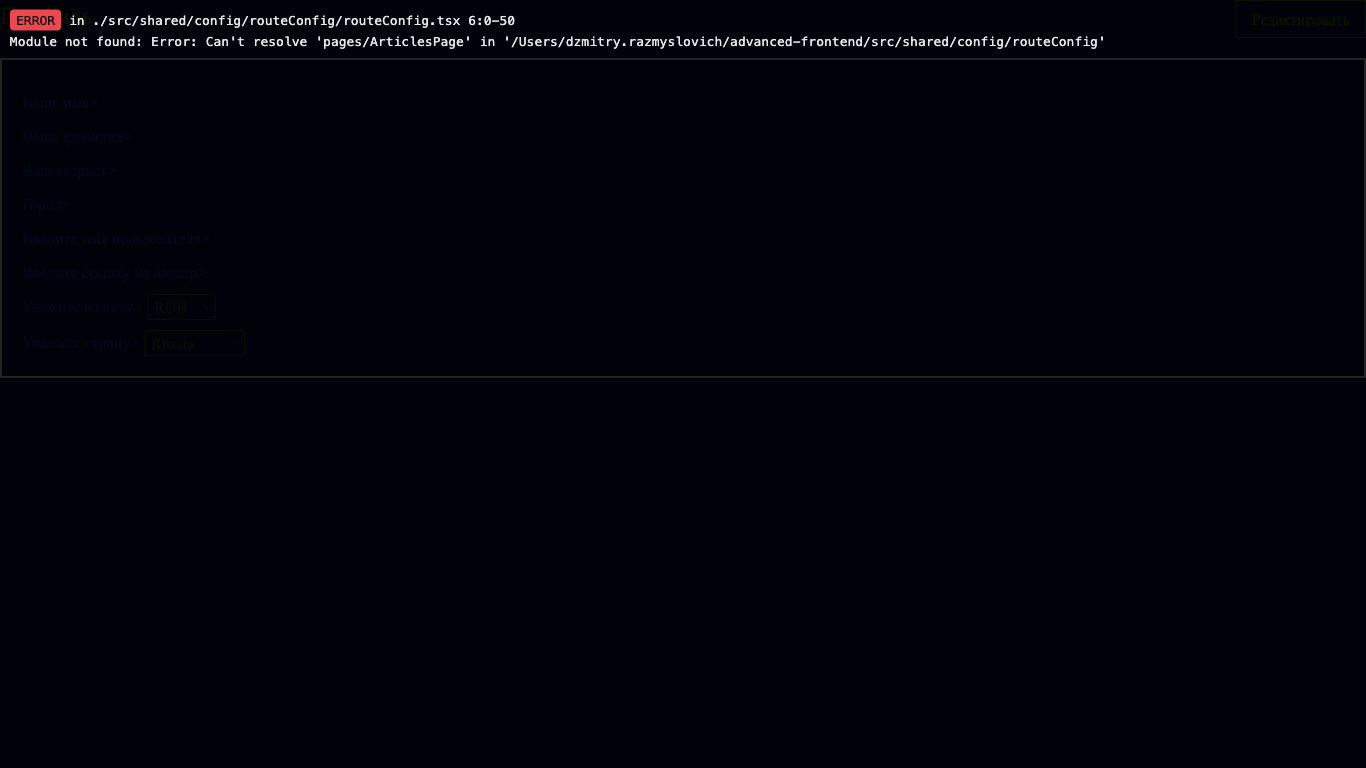 ERROR in ./src/shared/config/routeConfig/routeConfig.tsx 6:0-50
Редактировать
Module not found: Error: Can't resolve 'pages/ArticlesPage' in '/Users/dzmitry.razmyslovich/advanced-frontend/src/shared/config/routeConfig'
Ваше имя>
Ваша фамилия>
Ваш возраст>
Город>
Введите имя пользователя>
Введите ссылку на аватар>
Укажите валюту> RUB
Укажите страну> Russia